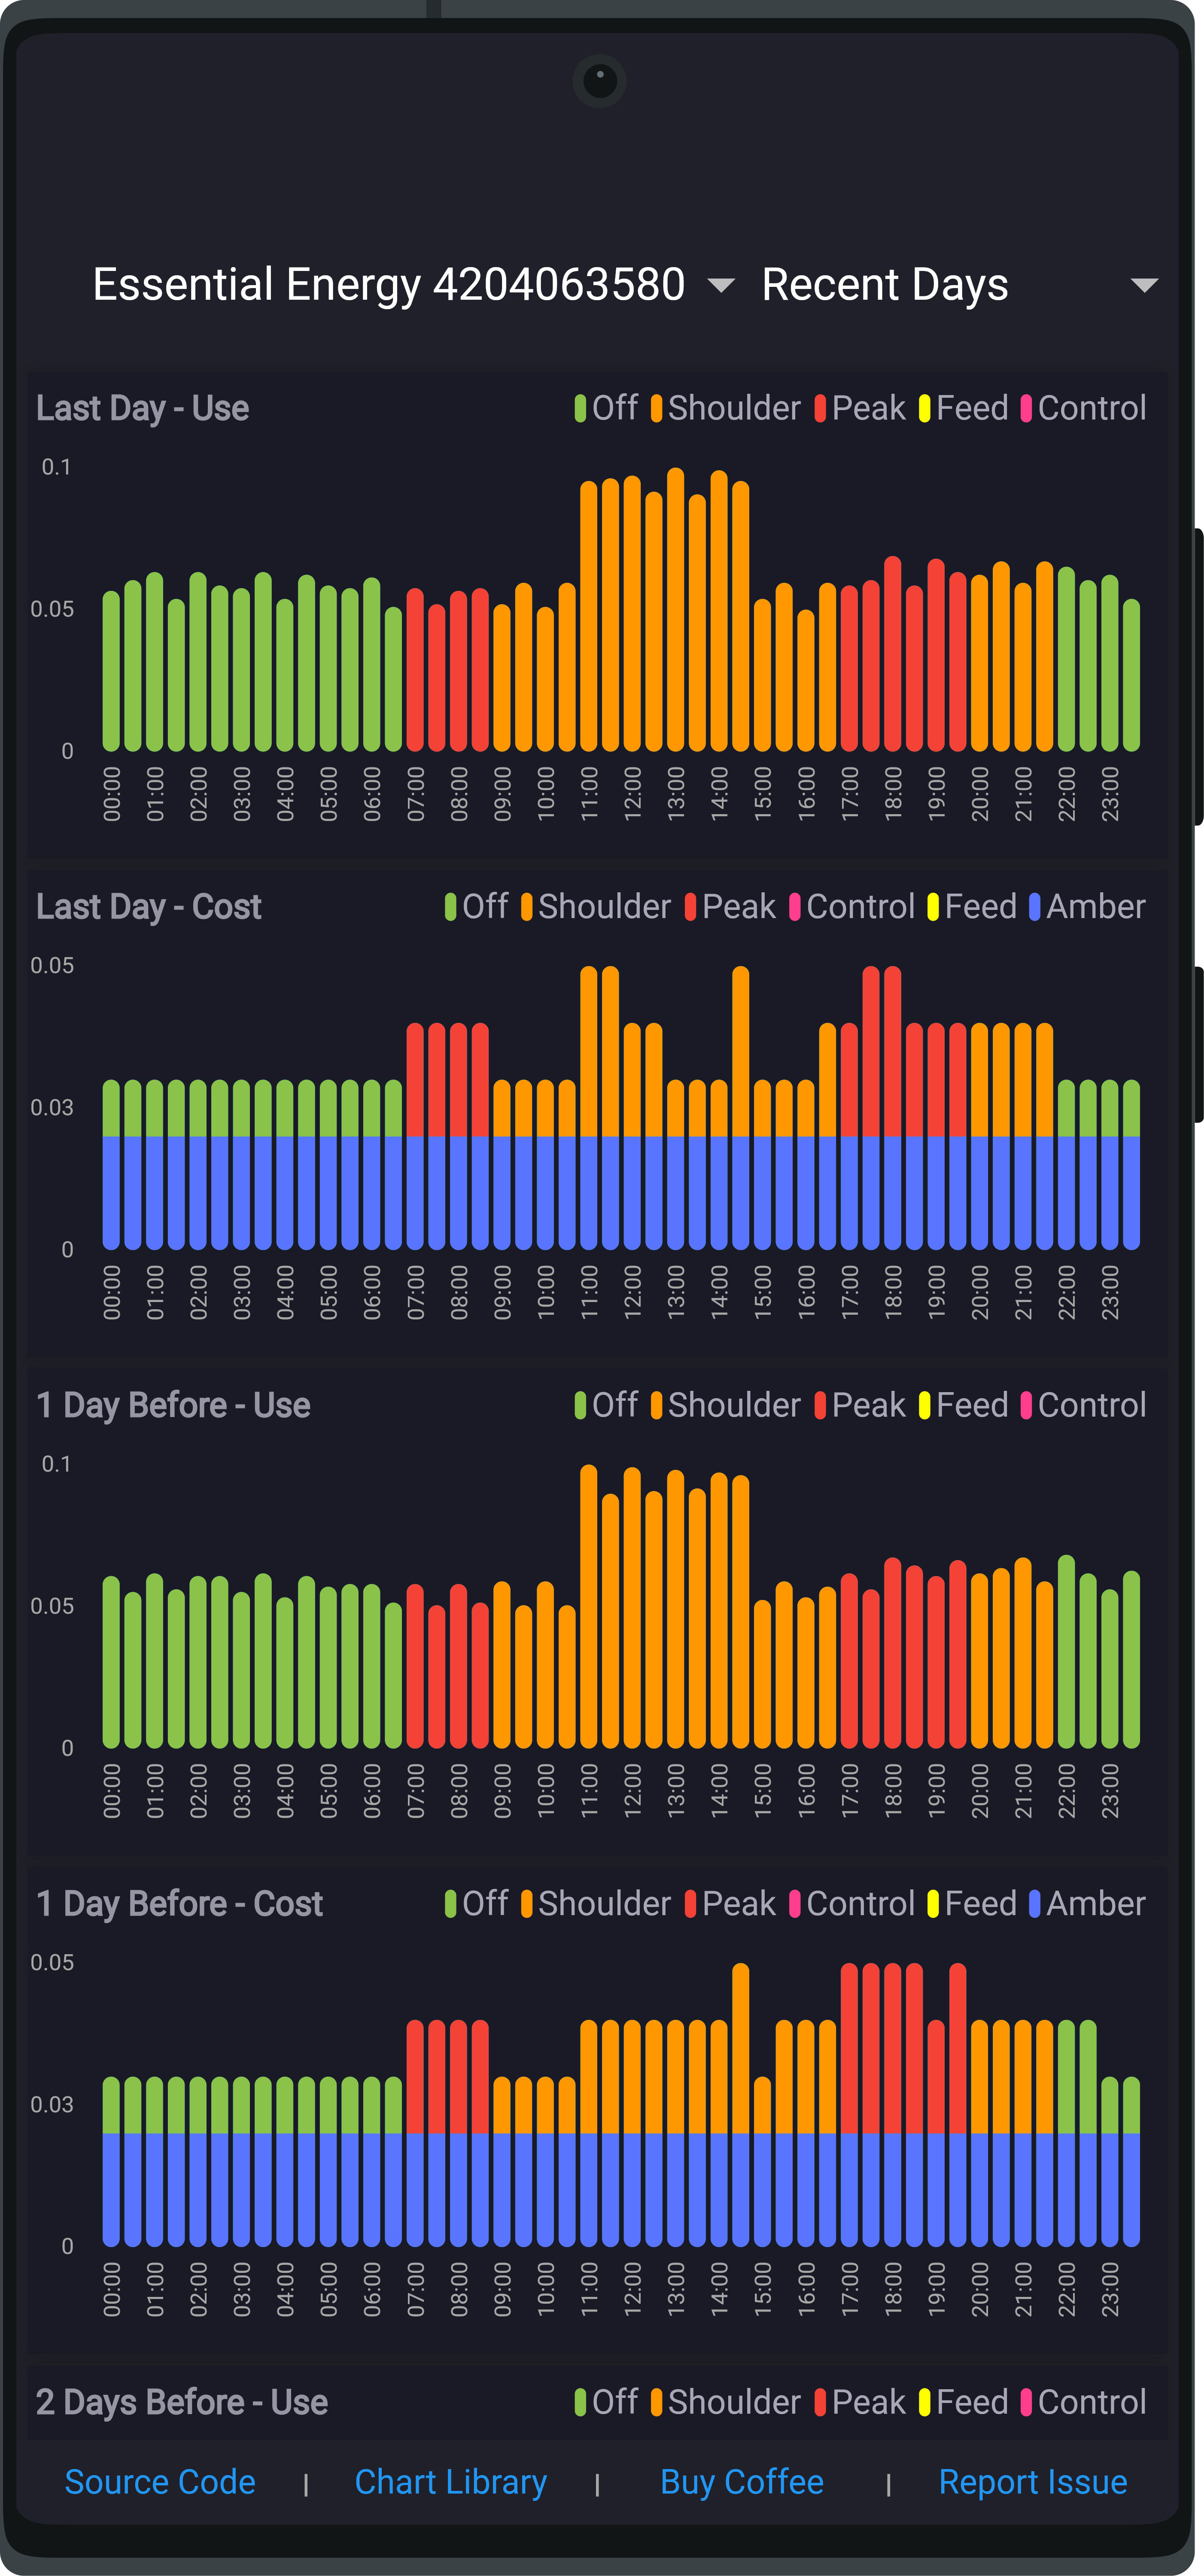 Essential Energy 4204063580 Recent Days
Last Day - Use Off Shoulder Peak Feed Control
0.1
0.05
0
00:00 01:00 02:00 03:00 04:00 05:00 06:00 07:00 08:00 09:00 10:00 11:00 12:00 13:00 14:00 15:00 16:00 17:00 18:00 19:00 20:00 21:00 22:00 23:00
Last Day - Cost Off Shoulder Peak Control Feed Amber
0.05
0.03
0
00:00 01:00 02:00 03:00 04:00 05:00 06:00 07:00 08:00 09:00 10:00 11:00 12:00 13:00 14:00 15:00 16:00 17:00 18:00 19:00 20:00 21:00 22:00 23:00
1 Day Before - Use Off Shoulder Peak Feed Control
0.1
0.05
0
00:00 01:00 02:00 03:00 04:00 05:00 06:00 07:00 08:00 09:00 10:00 11:00 12:00 13:00 14:00 15:00 16:00 17:00 18:00 19:00 20:00 21:00 22:00 23:00
1 Day Before - Cost Off Shoulder Peak Control Feed Amber
0.05
0.03
0
00:00 01:00 02:00 03:00 04:00 05:00 06:00 07:00 08:00 09:00 10:00 11:00 12:00 13:00 14:00 15:00 16:00 17:00 18:00 19:00 20:00 21:00 22:00 23:00
2 Days Before - Use Off Shoulder Peak Feed Control
Source Code | Chart Library | Buy Coffee | Report Issue